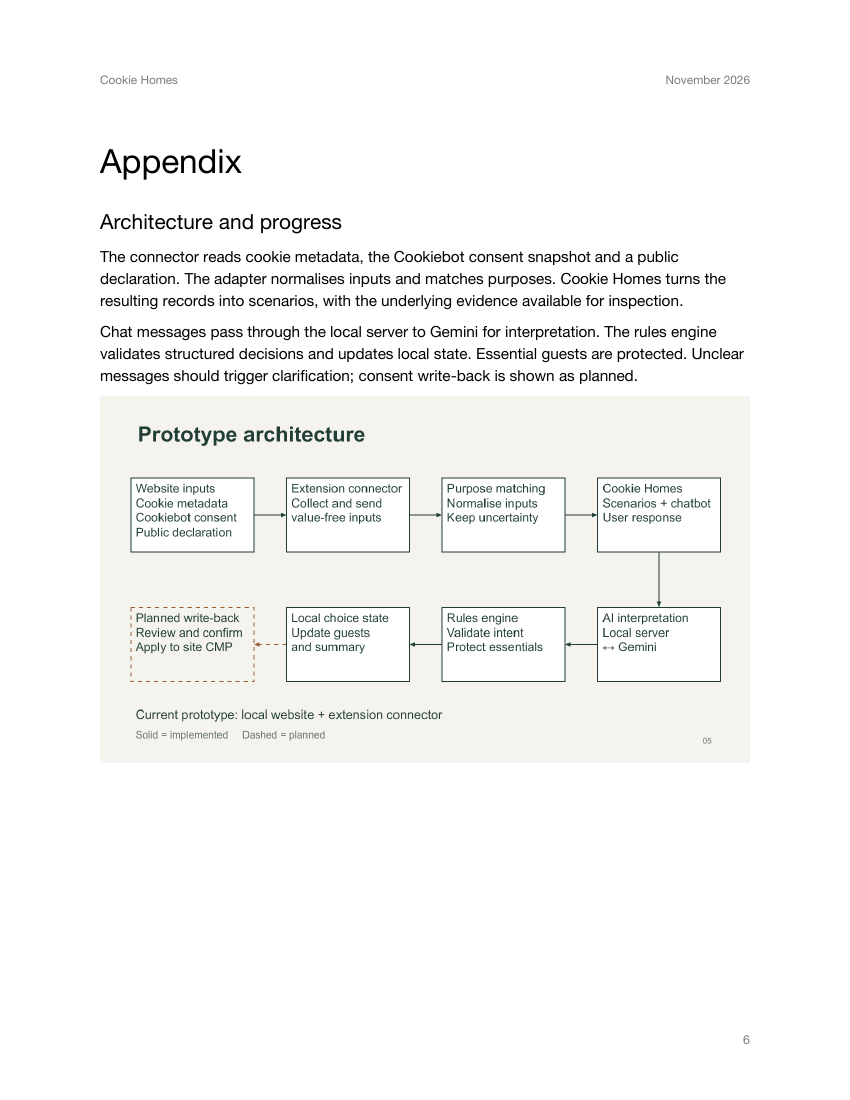 Cookie Homes
November 2026
Appendix
Architecture and progress
The connector reads cookie metadata, the Cookiebot consent snapshot and a public
declaration. The adapter normalises inputs and matches purposes. Cookie Homes turns the
resulting records into scenarios, with the underlying evidence available for inspection.
Chat messages pass through the local server to Gemini for interpretation. The rules engine
validates structured decisions and updates local state. Essential guests are protected. Unclear
messages should trigger clarification; consent write-back is shown as planned.
Prototype architecture
Website inputs
Cookie metadata
Cookiebot consent
Public declaration
Extension connector
Collect and send
value-free inputs
Purpose matching
Normalise inputs
Keep uncertainty
Cookie Homes
Scenarios + chatbot
User response
Planned write-back
Review and confirm
Apply to site CMP
Local choice state
Update guests
and summary
Rules engine
Validate intent
Protect essentials
AI interpretation
Local server
↔ Gemini
Current prototype: local website + extension connector
Solid = implemented Dashed = planned
05
6